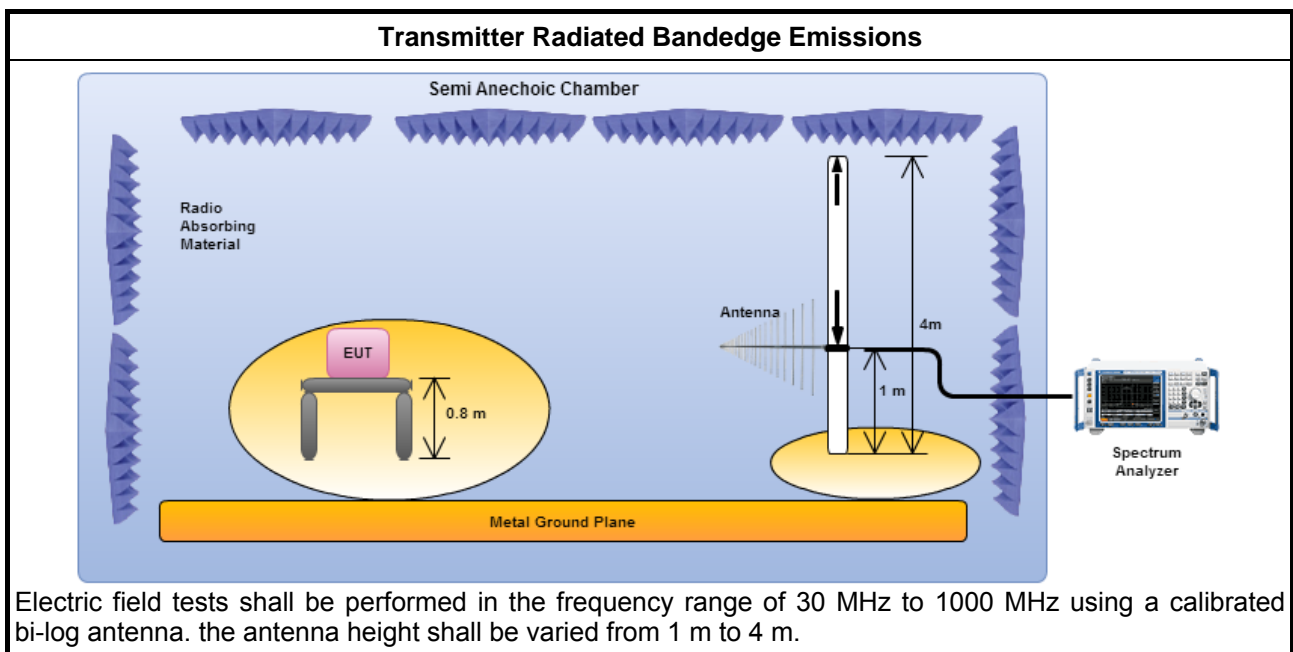 Transmitter Radiated Bandedge Emissions
Semi Anechoic Chamber
Radio
Absorbing
Material
Antenna
4m
EUT
1 m
0.8 m
Spectrum
Analyzer
Metal Ground Plane
Electric field tests shall be performed in the frequency range of 30 MHz to 1000 MHz using a calibrated
bi-log antenna. the antenna height shall be varied from 1 m to 4 m.